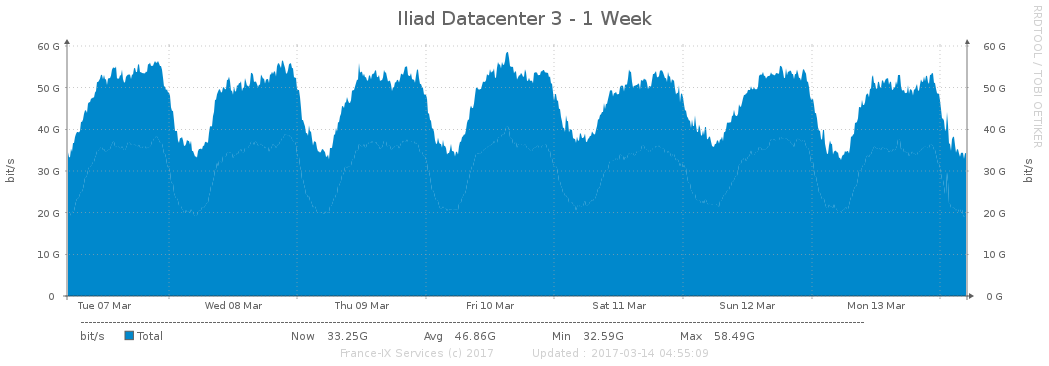 Iliad Datacenter 3 - 1 Week
RRDTOOL / TOBI OETIKER
60 G 60 G
50 G 50 G
40 G 40 G
30 G 30 G
20 G 20 G
10 G 10 G
0 0 G
bit/s bit/s
Tue 07 Mar Wed 08 Mar Thu 09 Mar Fri 10 Mar Sat 11 Mar Sun 12 Mar Mon 13 Mar
bit/s Total Now 33.25G Avg 46.86G Min 32.59G Max 58.49G
France-IX Services (c) 2017 Updated : 2017-03-14 04:55:09